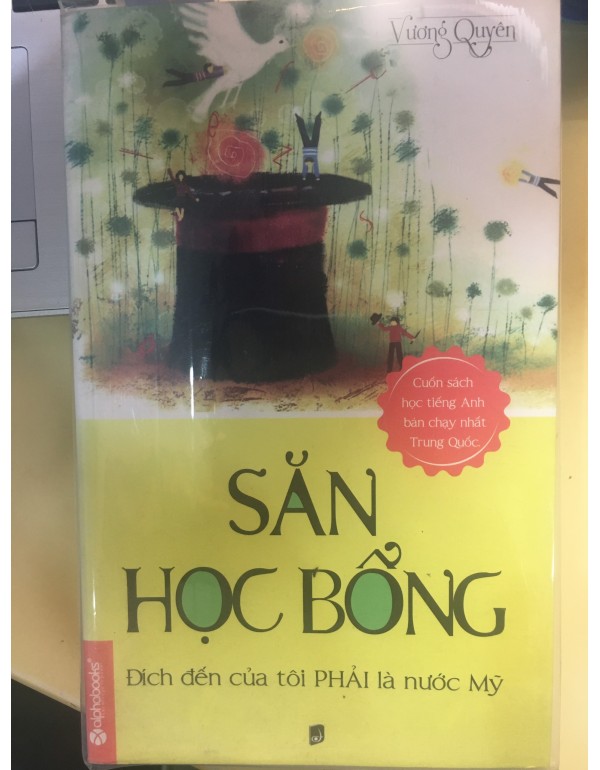 Vương Quyên
Cuốn sách
học tiếng Anh
bán chạy nhất
Trung Quốc.
SĂN
HỌC BỔNG
Đích đến của tôi PHẢI là nước Mỹ
alphabooks®